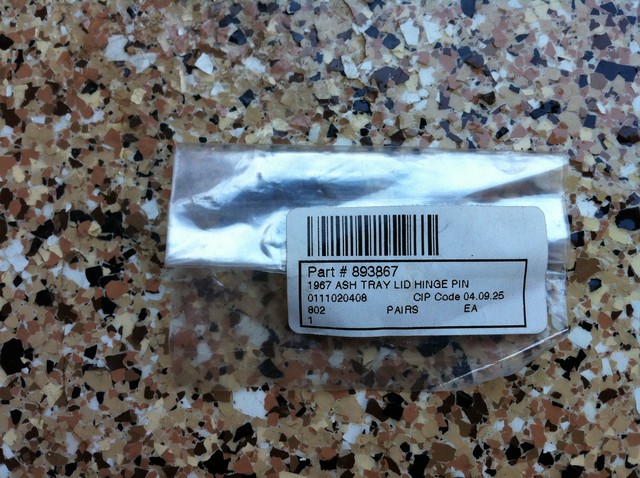 Part # 893867
1967 ASH TRAY LID HINGE PIN
0111020408 CIP Code 04.09.25
802 PAIRS EA
1